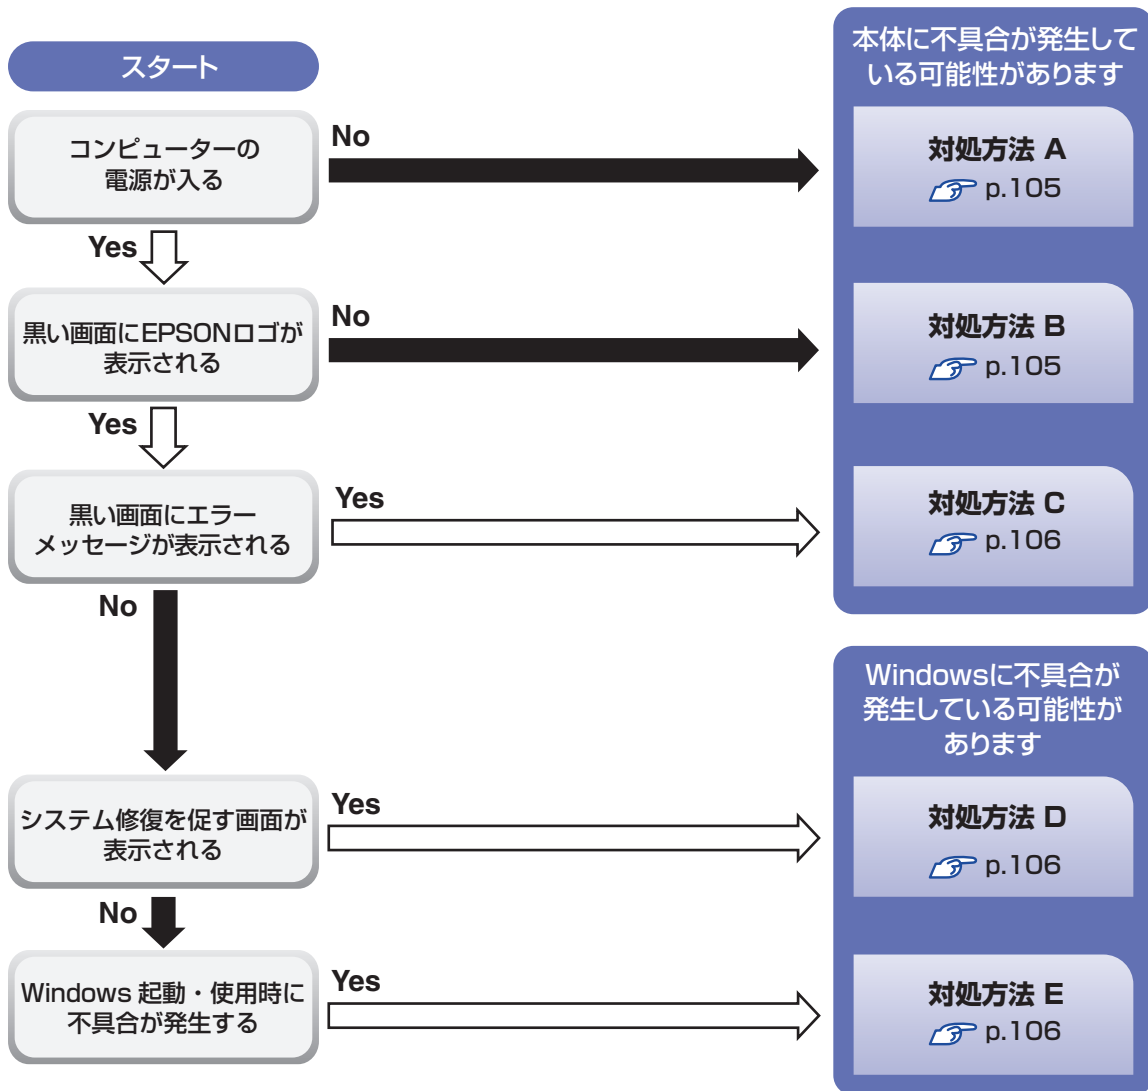 スタート
コンピューターの
電源が入る
No
Yes
黒い画面にEPSONロゴが
表示される
No
Yes
黒い画面にエラー
メッセージが表示される
Yes
No
システム修復を促す画面が
表示される
Yes
No
Windows 起動・使用時に
不具合が発生する
Yes
本体に不具合が発生して
いる可能性があります
対処方法 A
p.105
対処方法 B
p.105
対処方法 C
p.106
Windowsに不具合が
発生している可能性が
あります
対処方法 D
p.106
対処方法 E
p.106